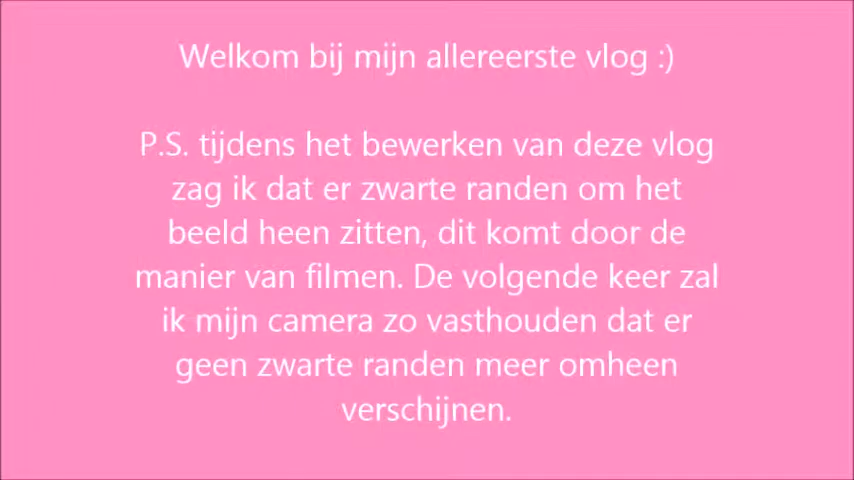 Welkom bij mijn allereerste vlog :)
P.S. tijdens het bewerken van deze vlog
zag ik dat er zwarte randen om het
beeld heen zitten, dit komt door de
manier van filmen. De volgende keer zal
ik mijn camera zo vasthouden dat er
geen zwarte randen meer omheen
verschijnen.